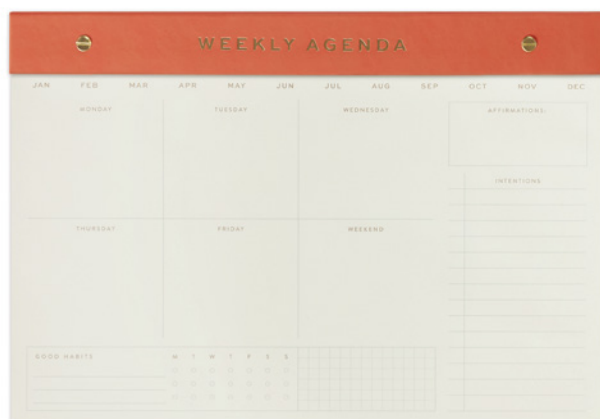 WEEKLY AGENDA
JAN FEB MAR APR MAY JUN JUL AUG SEP OCT NOV DEC
MONDAY TUESDAY WEDNESDAY AFFIRMATIONS:
INTENTIONS
THURSDAY FRIDAY WEEKEND
GOOD HABITS M T W T F S S